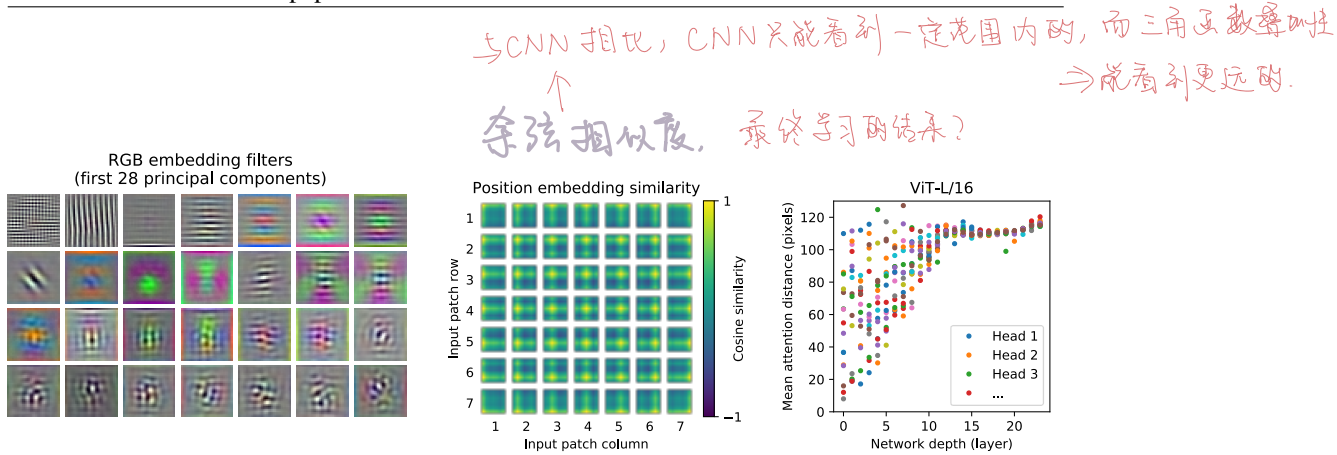 与CNN相比，CNN只能看到一定范围内的，而三角函数叠加性
⇒能看到更远的.
余弦相似度，最终学习的结果？
RGB embedding filters
(first 28 principal components)
Position embedding similarity
Input patch row
1
2
3
4
5
6
7
1 2 3 4 5 6 7
Input patch column
1
−1
Cosine similarity
ViT-L/16
Mean attention distance (pixels)
120
100
80
60
40
20
0
0 5 10 15 20
Network depth (layer)
Head 1
Head 2
Head 3
...